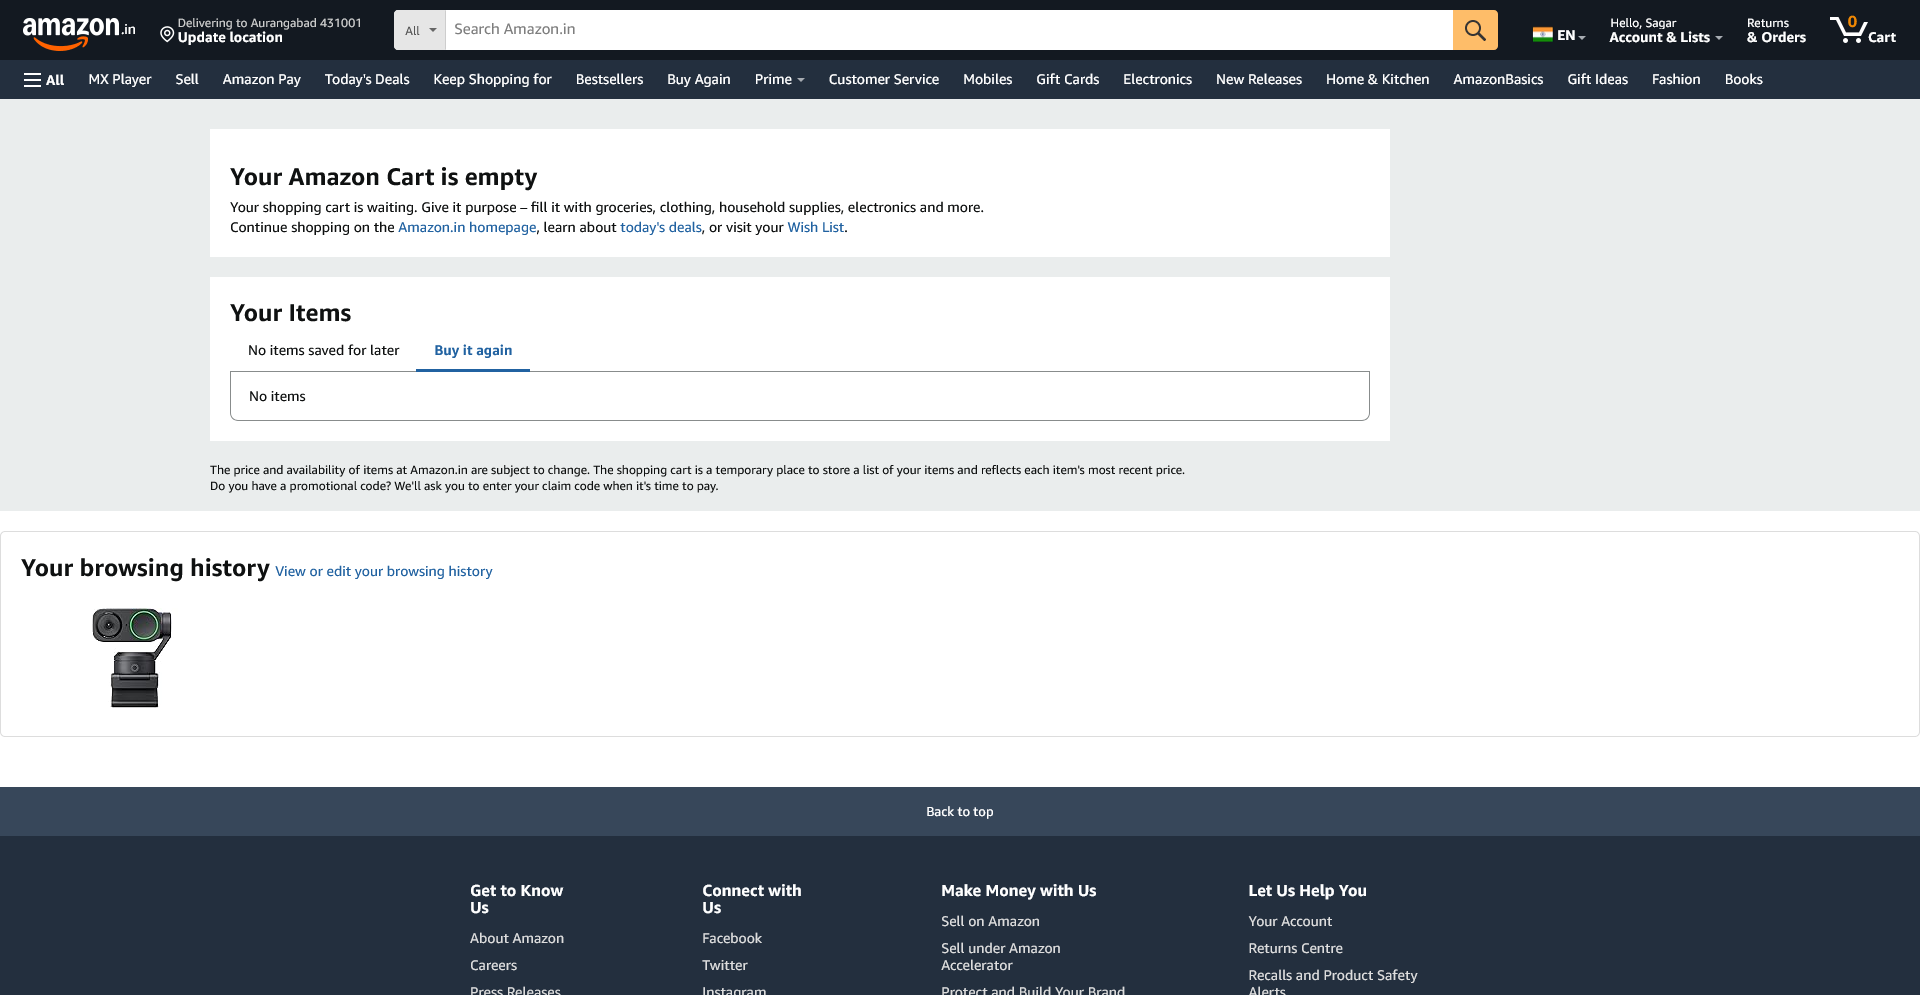 amazon.in
Delivering to Aurangabad 431001
Update location
All
Search Amazon.in
EN
Hello, Sagar
Account & Lists
Returns
& Orders
0
Cart
All
MX Player
Sell
Amazon Pay
Today's Deals
Keep Shopping for
Bestsellers
Buy Again
Prime
Customer Service
Mobiles
Gift Cards
Electronics
New Releases
Home & Kitchen
AmazonBasics
Gift Ideas
Fashion
Books
Your Amazon Cart is empty
Your shopping cart is waiting. Give it purpose – fill it with groceries, clothing, household supplies, electronics and more.
Continue shopping on the Amazon.in homepage, learn about today's deals, or visit your Wish List.
Your Items
No items saved for later
Buy it again
No items
The price and availability of items at Amazon.in are subject to change. The shopping cart is a temporary place to store a list of your items and reflects each item's most recent price.
Do you have a promotional code? We'll ask you to enter your claim code when it's time to pay.
Your browsing history View or edit your browsing history
Back to top
Get to Know
Us
About Amazon
Careers
Press Releases
Connect with
Us
Facebook
Twitter
Instagram
Make Money with Us
Sell on Amazon
Sell under Amazon
Accelerator
Protect and Build Your Brand
Let Us Help You
Your Account
Returns Centre
Recalls and Product Safety
Alerts